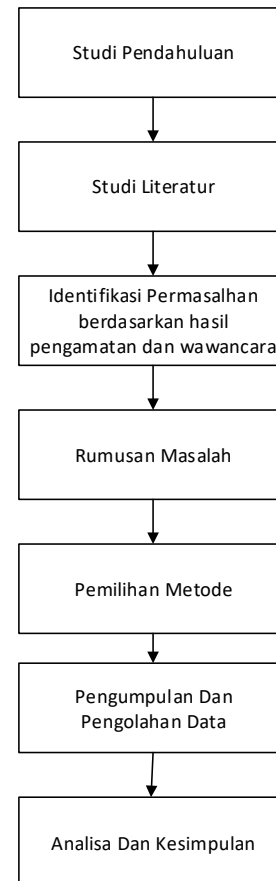 Studi Pendahuluan
Studi Literatur
Identifikasi Permasalhan
berdasarkan hasil
pengamatan dan wawancara
Rumusan Masalah
Pemilihan Metode
Pengumpulan Dan
Pengolahan Data
Analisa Dan Kesimpulan